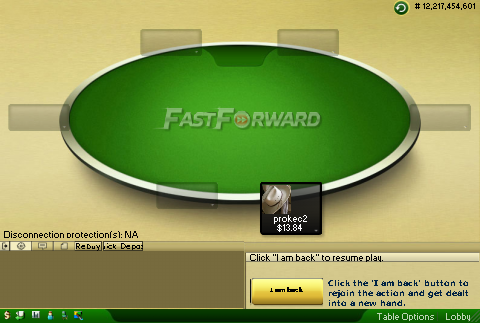 # 12,217,454,601
FASTFORWARD
prokec2
$13.84
Disconnection protection(s): NA
Rebuy
Click "I am back" to resume play.
I am back
Click the 'I am back' button to
rejoin the action and get dealt
into a new hand.
Table Options Lobby